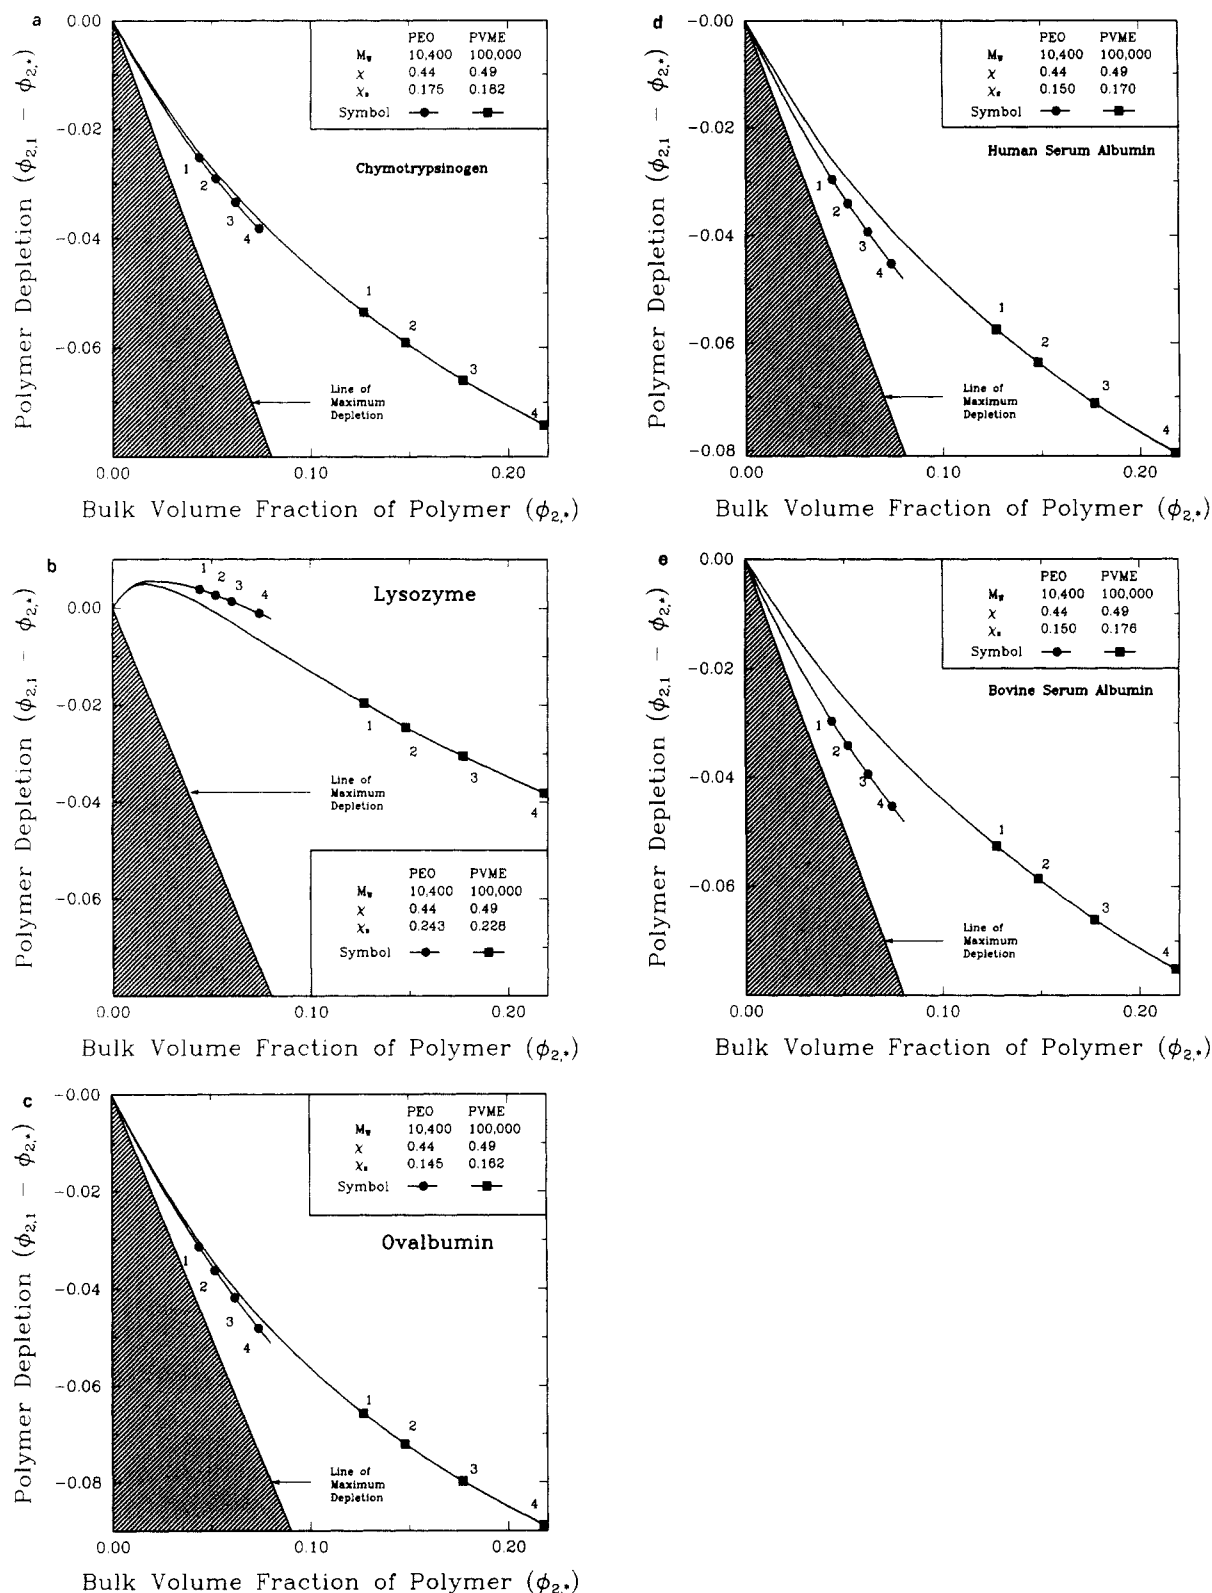 a
PEO PVME
Mw 10,400 100,000
χ 0.44 0.49
χs 0.175 0.182
Symbol
Chymotrypsinogen
0.00
−0.02
−0.04
−0.06
1
2
3
4
1
2
3
4
Line of
Maximum
Depletion
0.00 0.10 0.20
Polymer Depletion (ϕ2,1 − ϕ2,*)
Bulk Volume Fraction of Polymer (ϕ2,*)
b
Lysozyme
1
2
3
4
0.00
−0.02
−0.04
−0.06
1
2
3
4
Line of
Maximum
Depletion
PEO PVME
Mw 10,400 100,000
χ 0.44 0.49
χs 0.243 0.228
Symbol
0.00 0.10 0.20
Polymer Depletion (ϕ2,1 − ϕ2,*)
Bulk Volume Fraction of Polymer (ϕ2,*)
c
PEO PVME
Mw 10,400 100,000
χ 0.44 0.49
χs 0.145 0.162
Symbol
Ovalbumin
−0.00
−0.02
−0.04
−0.06
−0.08
1
2
3
4
1
2
3
4
Line of
Maximum
Depletion
0.00 0.10 0.20
Polymer Depletion (ϕ2,1 − ϕ2,*)
Bulk Volume Fraction of Polymer (ϕ2,*)
d
PEO PVME
Mw 10,400 100,000
χ 0.44 0.49
χs 0.150 0.170
Symbol
Human Serum Albumin
−0.00
−0.02
−0.04
−0.06
−0.08
1
2
3
4
1
2
3
4
Line of
Maximum
Depletion
0.00 0.10 0.20
Polymer Depletion (ϕ2,1 − ϕ2,*)
Bulk Volume Fraction of Polymer (ϕ2,*)
e
PEO PVME
Mw 10,400 100,000
χ 0.44 0.49
χs 0.150 0.176
Symbol
Bovine Serum Albumin
−0.00
−0.02
−0.04
−0.06
1
2
3
4
1
2
3
4
Line of
Maximum
Depletion
0.00 0.10 0.20
Polymer Depletion (ϕ2,1 − ϕ2,*)
Bulk Volume Fraction of Polymer (ϕ2,*)